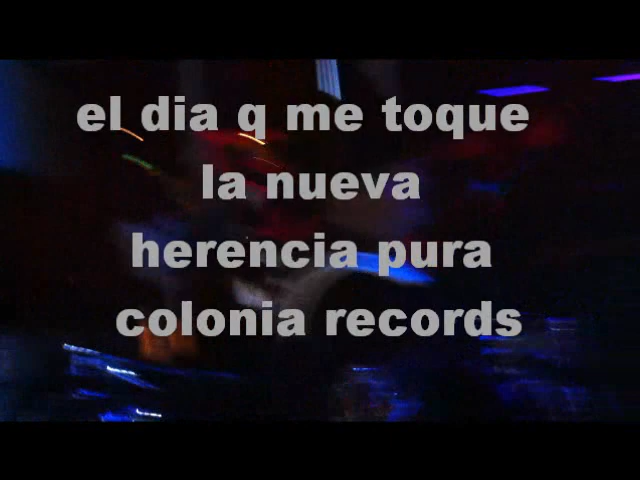 el dia q me toque
la nueva
herencia pura
colonia records